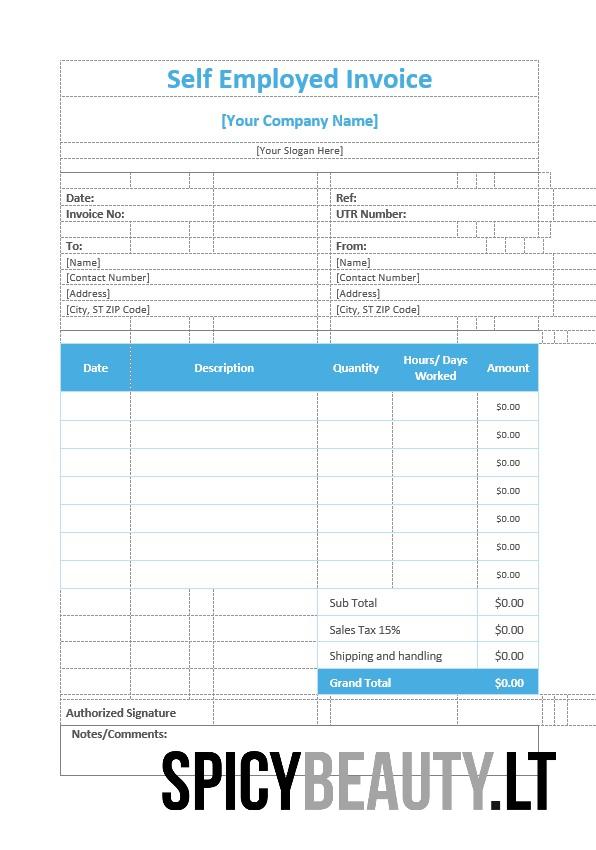 Self Employed Invoice
[Your Company Name]
[Your Slogan Here]
Date: Ref:
Invoice No: UTR Number:
To: From:
[Name] [Name]
[Contact Number] [Contact Number]
[Address] [Address]
[City, ST ZIP Code] [City, ST ZIP Code]
Date Description Quantity Hours/ Days Worked Amount
$0.00
$0.00
$0.00
$0.00
$0.00
$0.00
$0.00
Sub Total $0.00
Sales Tax 15% $0.00
Shipping and handling $0.00
Grand Total $0.00
Authorized Signature
Notes/Comments:
SPICYBEAUTY.LT